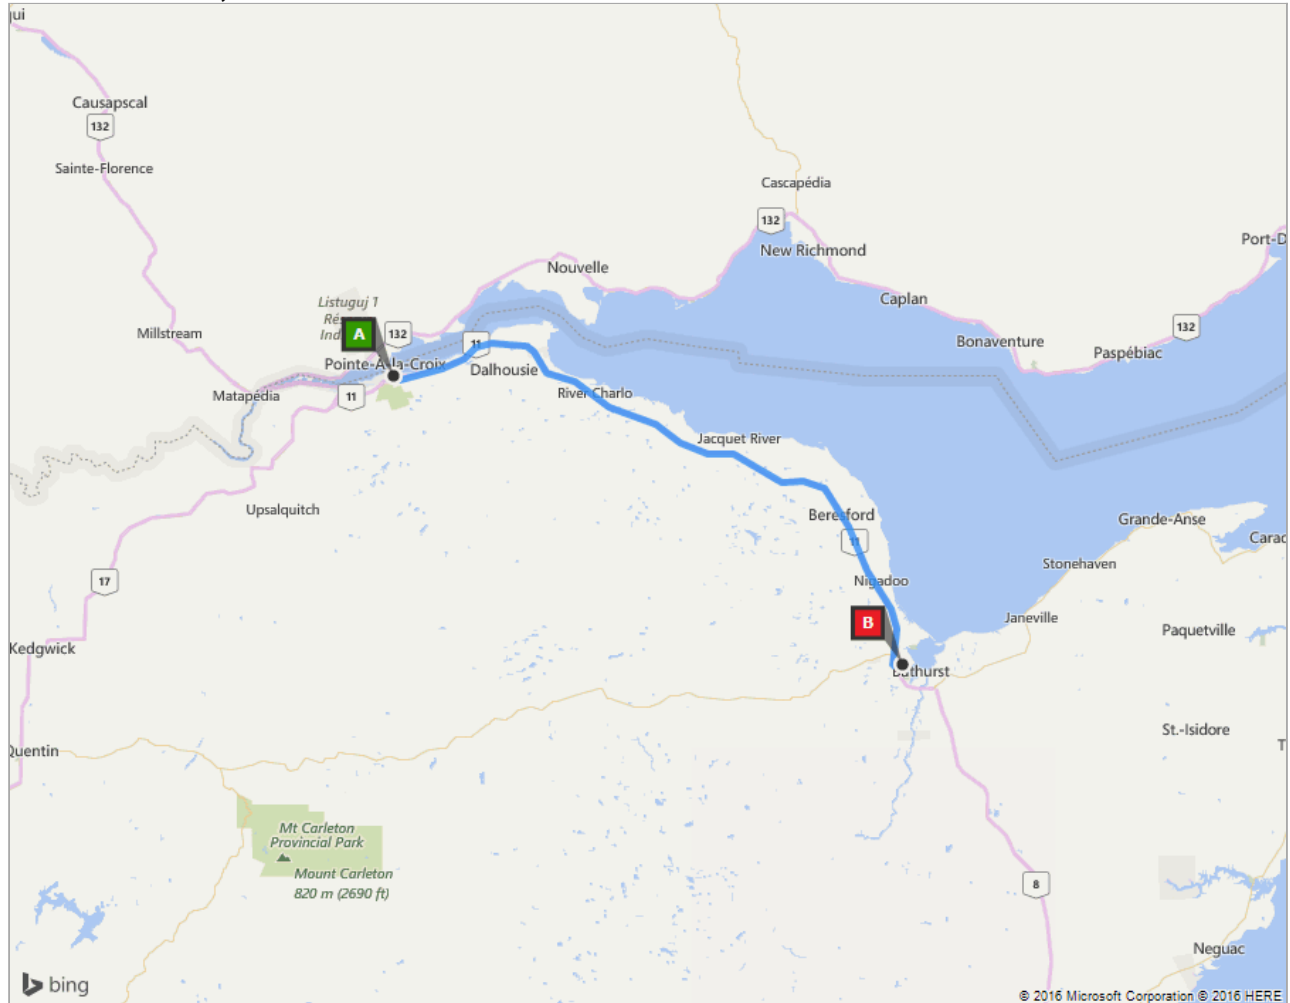 qui
Causapscal
132
Sainte-Florence
Cascapédia
132
New Richmond
Port-D
Nouvelle
Caplan
Listuguj 1
Ré
Ind
A
132
Millstream
11
132
Bonaventure
Paspébiac
Pointe-À-la-Croix
Dalhousie
Matapédia
11
River Charlo
Jacquet River
Upsalquitch
Beresford
Grande-Anse
11
Carac
Stonehaven
17
Nigadoo
Janeville
B
Paquetville
Kedgwick
Bathurst
St.-Isidore
Quentin
T
Mt Carleton
Provincial Park
Mount Carleton
820 m (2690 ft)
8
Neguac
bing
© 2016 Microsoft Corporation © 2016 HERE